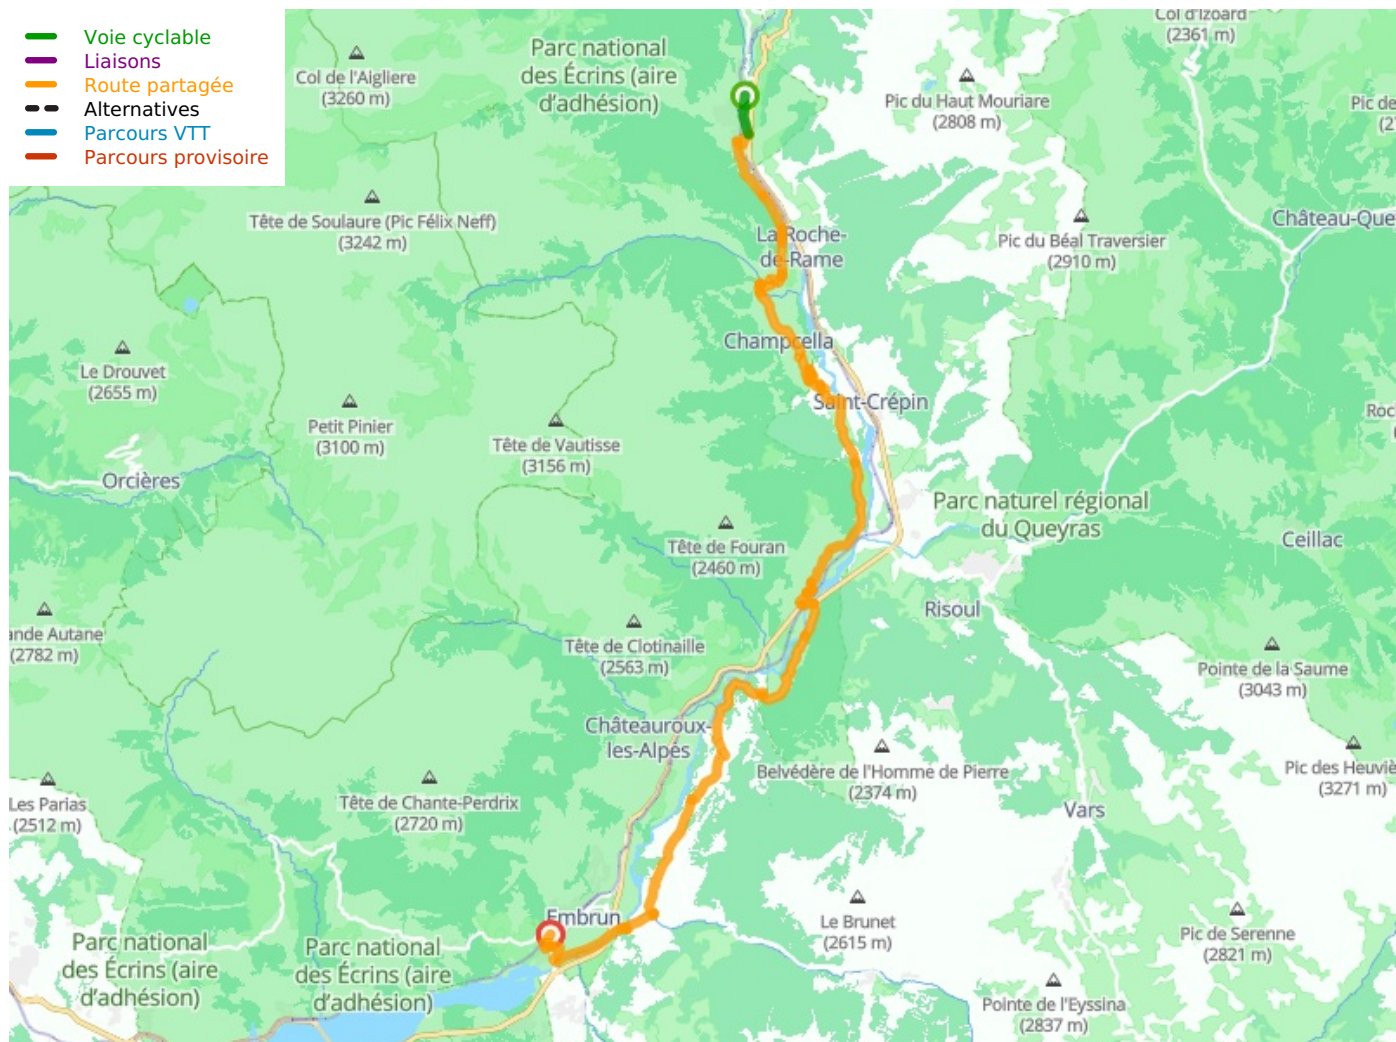 Voie cyclable
Liaisons
Route partagée
Alternatives
Parcours VTT
Parcours provisoire
Col d'Izoard
(2361 m)
Parc national
des Écrins (aire
d'adhésion)
Col de l'Aigliere
(3260 m)
Pic du Haut Mouriare
(2808 m)
Pic de
Tête de Soulaure (Pic Félix Neff)
(3242 m)
La Roche-
de-Rame
Pic du Béal Traversier
(2910 m)
Château-Que
Champcella
Le Drouvet
(2655 m)
Saint-Crépin
Roc
Petit Pinier
(3100 m)
Tête de Vautisse
(3156 m)
Orcières
Parc naturel régional
du Queyras
Tête de Fouran
(2460 m)
Ceillac
Risoul
ande Autane
(2782 m)
Tête de Clotinaille
(2563 m)
Pointe de la Saume
(3043 m)
Châteauroux-
les-Alpes
Belvédère de l'Homme de Pierre
(2374 m)
Pic des Heuviè
(3271 m)
Les Parias
(2512 m)
Tête de Chante-Perdrix
(2720 m)
Vars
Embrun
Le Brunet
(2615 m)
Pic de Serenne
(2821 m)
Parc national
des Écrins (aire
d'adhésion)
Parc national
des Écrins (aire
d'adhésion)
Pointe de l'Eyssina
(2837 m)